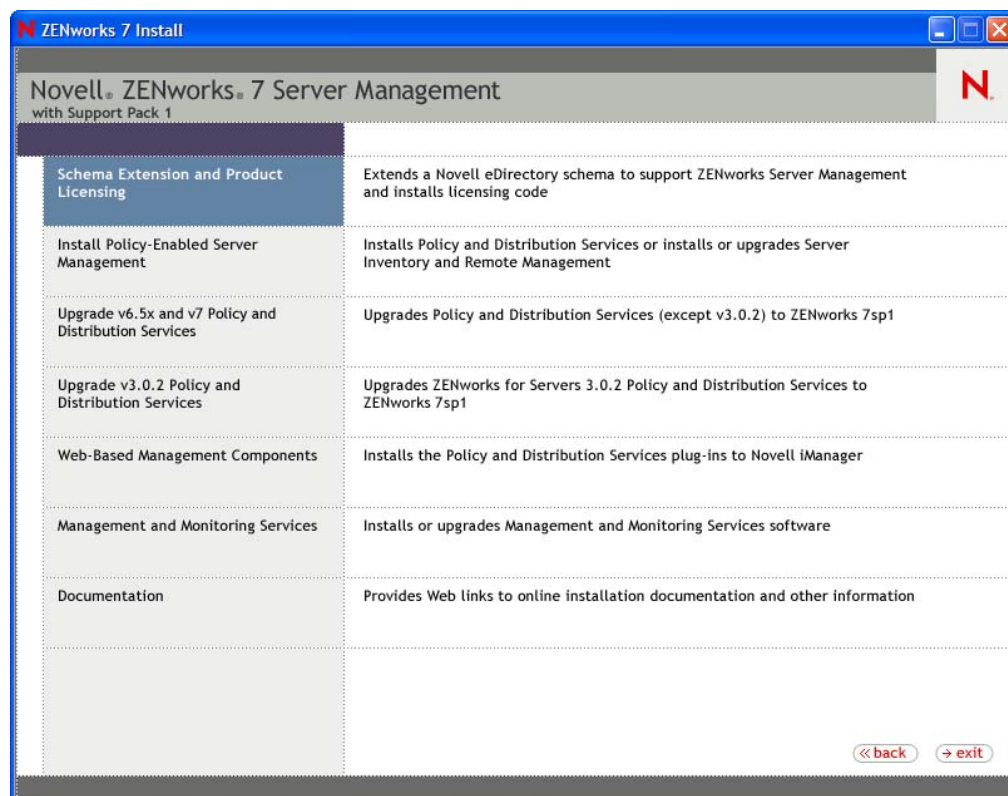 N ZENworks 7 Install
Novell® ZENworks® 7 Server Management
with Support Pack 1
N®
Schema Extension and Product
Licensing
Extends a Novell eDirectory schema to support ZENworks Server Management
and installs licensing code
Install Policy-Enabled Server
Management
Installs Policy and Distribution Services or installs or upgrades Server
Inventory and Remote Management
Upgrade v6.5x and v7 Policy and
Distribution Services
Upgrades Policy and Distribution Services (except v3.0.2) to ZENworks 7sp1
Upgrade v3.0.2 Policy and
Distribution Services
Upgrades ZENworks for Servers 3.0.2 Policy and Distribution Services to
ZENworks 7sp1
Web-Based Management Components
Installs the Policy and Distribution Services plug-ins to Novell iManager
Management and Monitoring Services
Installs or upgrades Management and Monitoring Services software
Documentation
Provides Web links to online installation documentation and other information
« back
→ exit